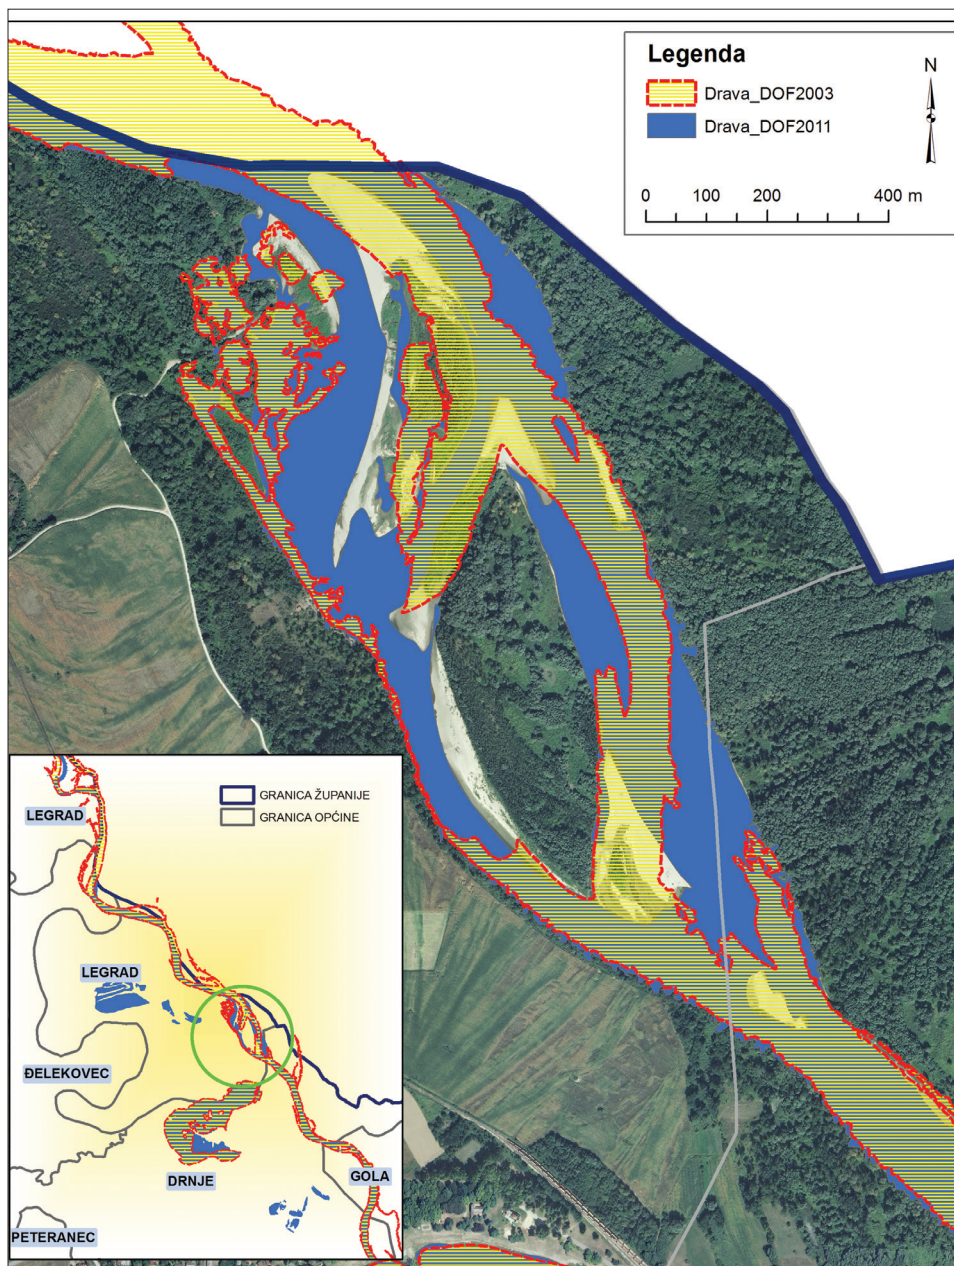 Legenda
Drava_DOF2003
Drava_DOF2011
N
0 100 200 400 m
GRANICA ŽUPANIJE
GRANICA OPĆINE
LEGRAD
LEGRAD
ĐELEKOVEC
DRNJE
GOLA
PETERANEC